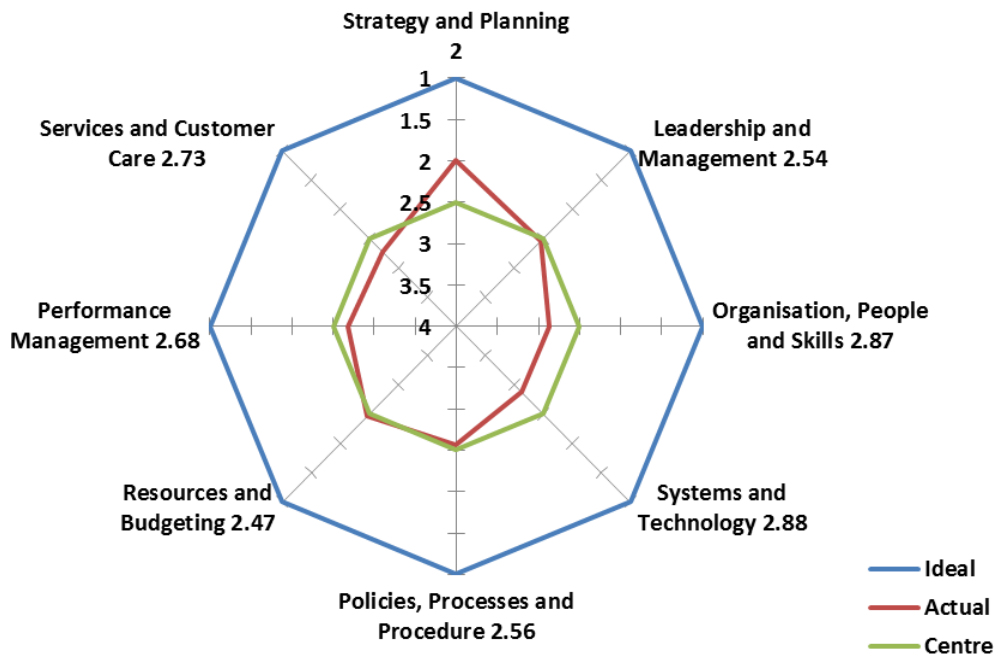 Strategy and Planning
2
1
1.5
2
2.5
3
3.5
4
Services and Customer
Care 2.73
Leadership and
Management 2.54
Performance
Management 2.68
Organisation, People
and Skills 2.87
Resources and
Budgeting 2.47
Systems and
Technology 2.88
Policies, Processes and
Procedure 2.56
Ideal
Actual
Centre